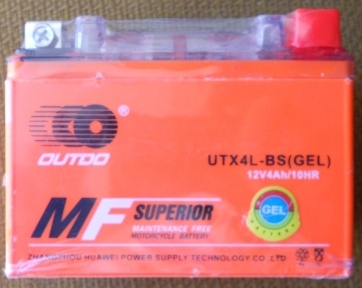 ®
OUTDO
UTX4L-BS(GEL)
12V4Ah/10HR
MF SUPERIOR
MAINTENANCE FREE
MOTORCYCLE BATTERY
GEL
BATTERY
ZHANGZHOU HUAWEI POWER SUPPLY TECHNOLOGY CO.,LTD